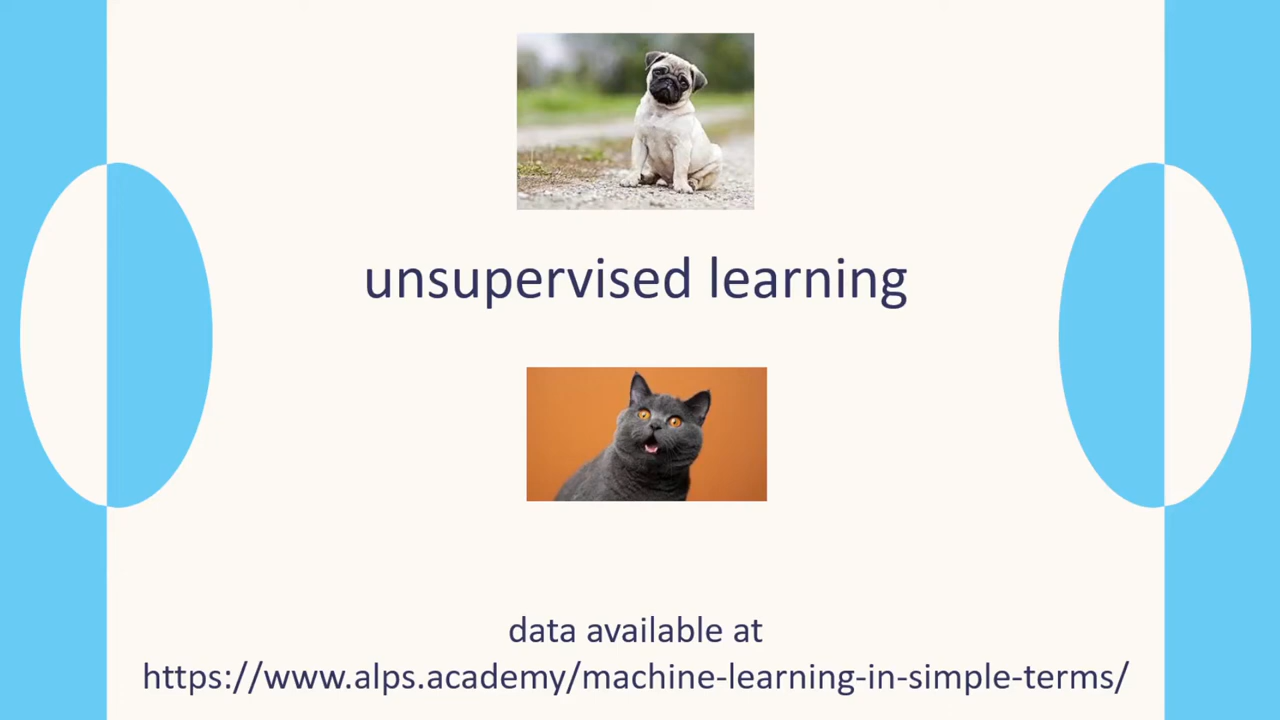 unsupervised learning
data available at
https://www.alps.academy/machine-learning-in-simple-terms/